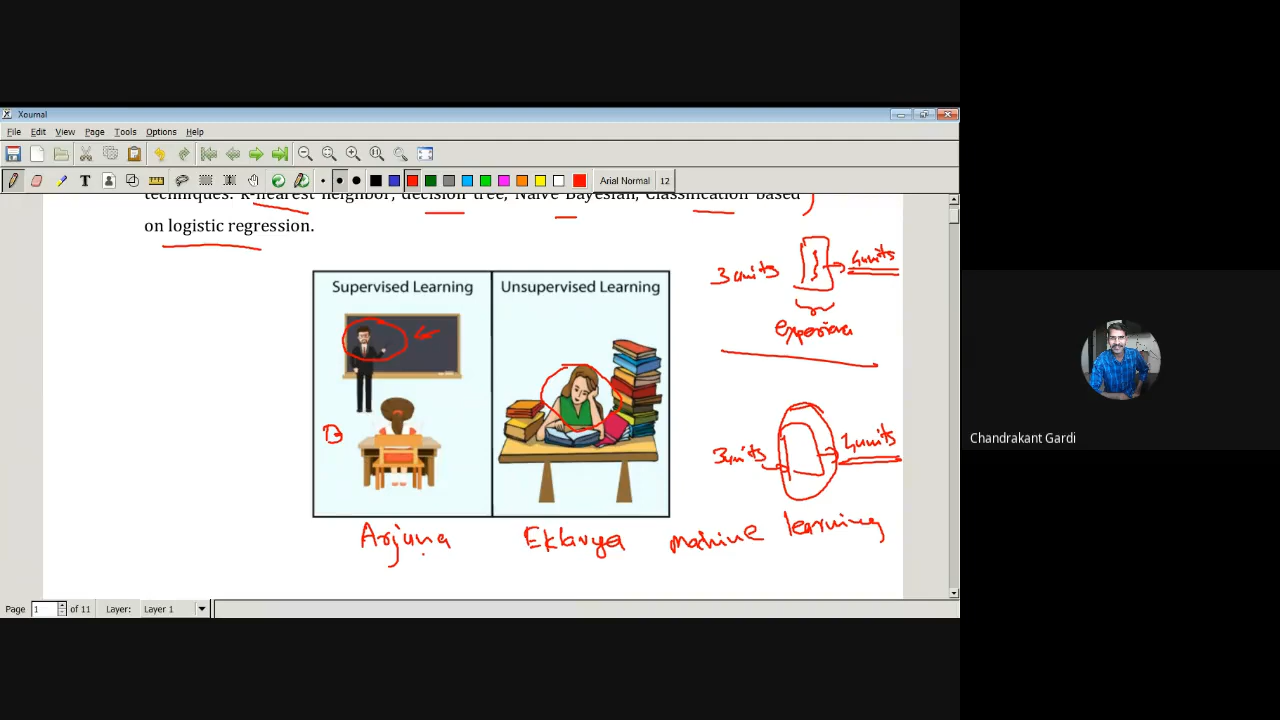 Xournal
File Edit View Page Tools Options Help
Arial Normal 12
techniques: K-nearest neighbor, decision tree, Naive Bayesian, Classification based
on logistic regression.
Supervised Learning
Unsupervised Learning
3 units
4 units
3 units
4 units
Arjuna
Eklavya
machine learning
Page 1 of 11 Layer: Layer 1
Chandrakant Gardi